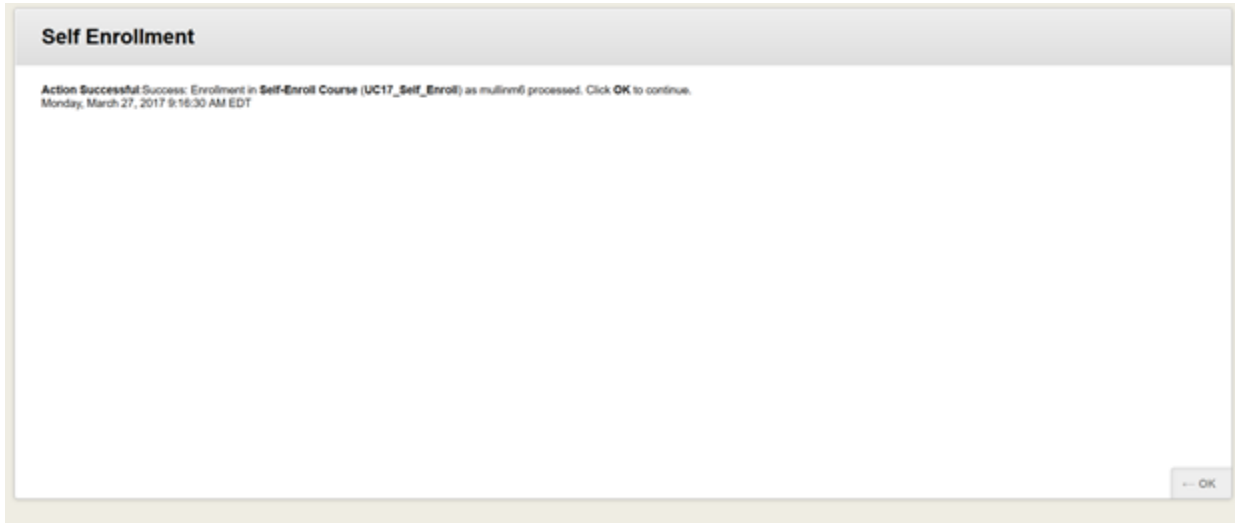 Self Enrollment
Action Successful:Success: Enrollment in Self-Enroll Course (UC17_Self_Enroll) as mullinm6 processed. Click OK to continue.
Monday, March 27, 2017 9:16:30 AM EDT
← OK